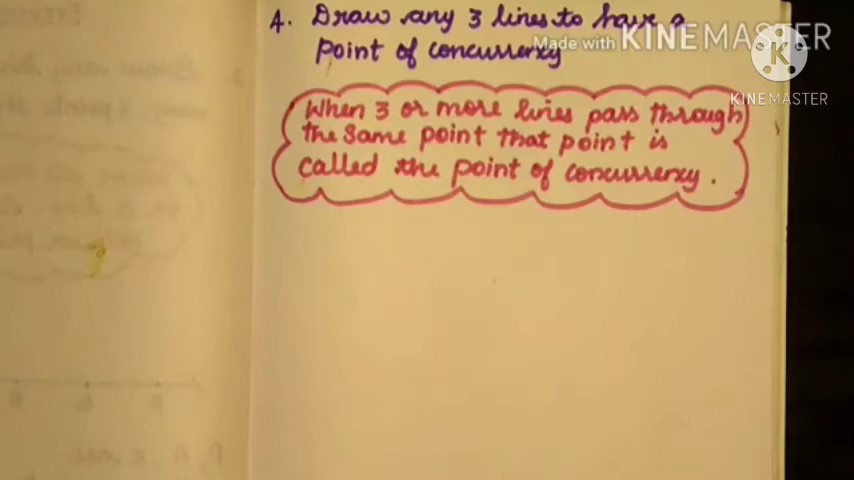 4. Draw any 3 lines to have a
point of concurrency
Made with KINEMASTER
K
KINEMASTER
When 3 or more lines pass through
the same point that point is
called the point of concurrency.